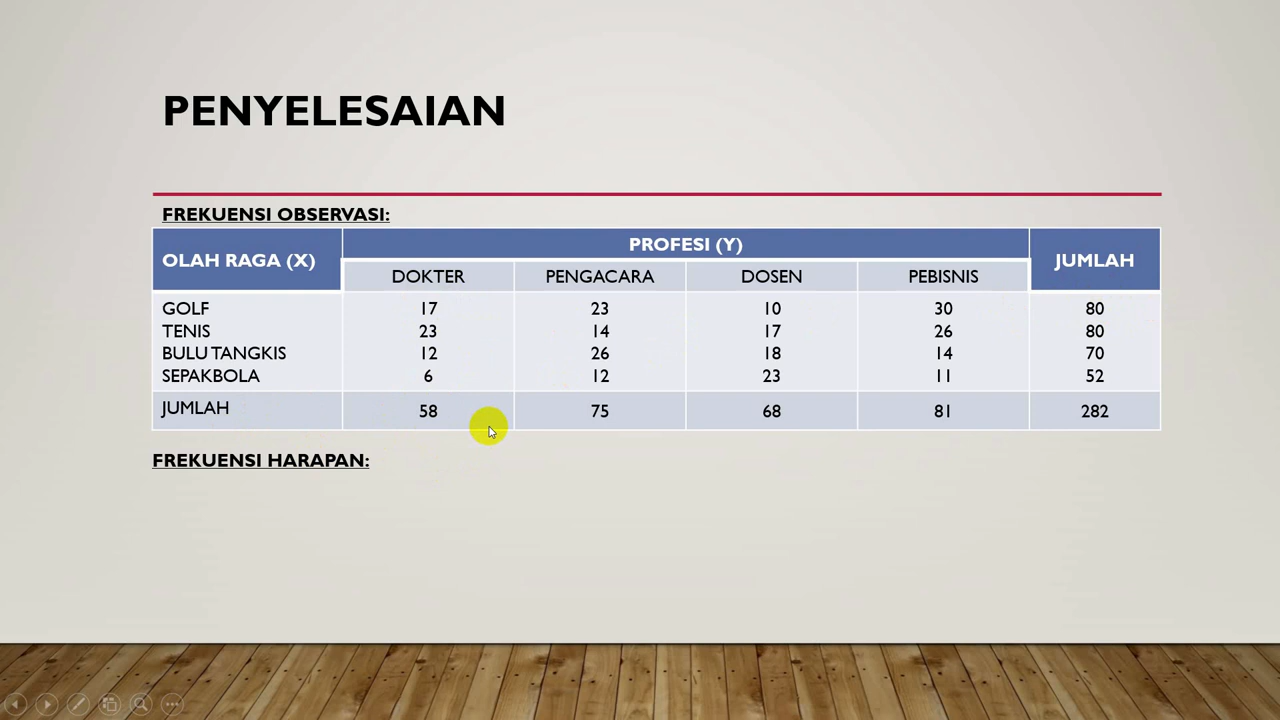 PENYELESAIAN
FREKUENSI OBSERVASI:
OLAH RAGA (X) PROFESI (Y) JUMLAH
DOKTER PENGACARA DOSEN PEBISNIS
GOLF 17 23 10 30 80
TENIS 23 14 17 26 80
BULU TANGKIS 12 26 18 14 70
SEPAKBOLA 6 12 23 11 52
JUMLAH 58 75 68 81 282
FREKUENSI HARAPAN: